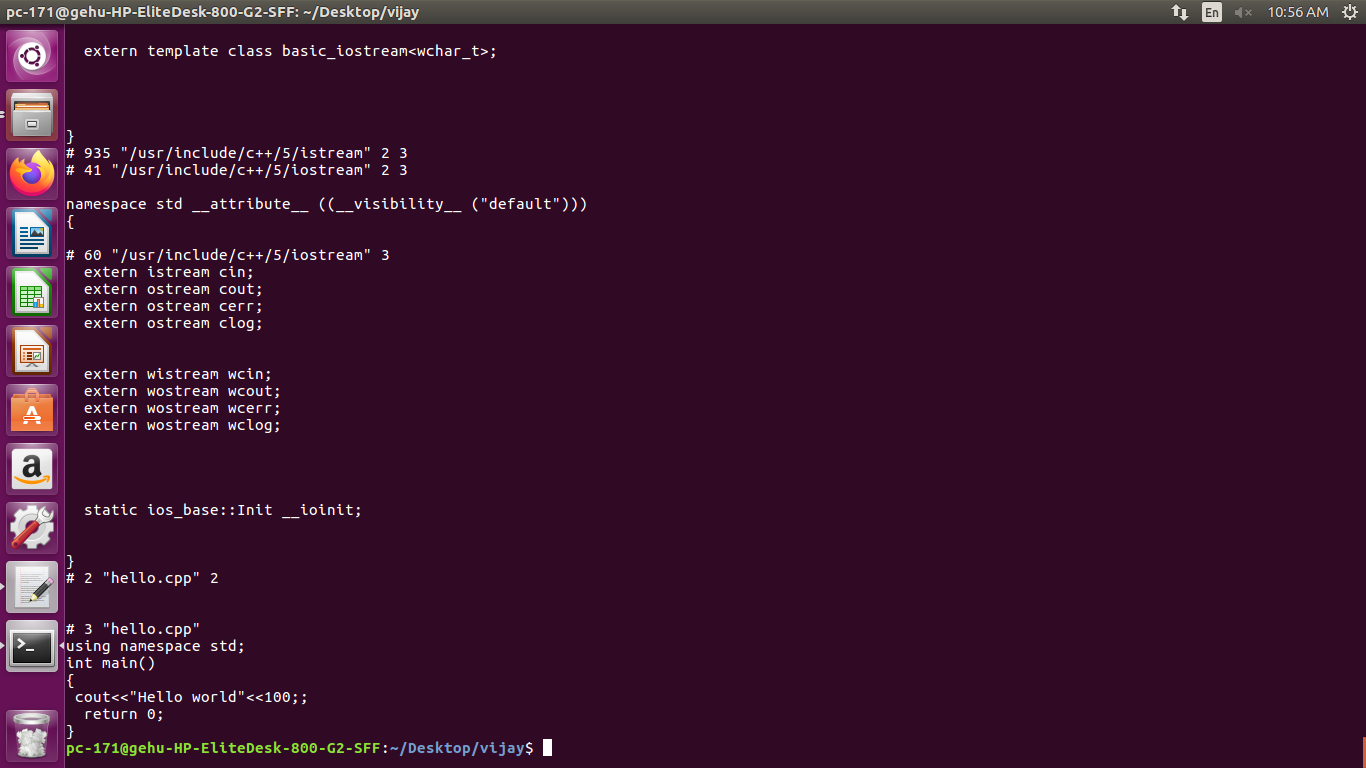 pc-171@gehu-HP-EliteDesk-800-G2-SFF: ~/Desktop/vijay
En
10:56 AM
extern template class basic_iostream<wchar_t>;
}
# 935 "/usr/include/c++/5/istream" 2 3
# 41 "/usr/include/c++/5/iostream" 2 3
namespace std __attribute__ ((__visibility__ ("default")))
{
# 60 "/usr/include/c++/5/iostream" 3
extern istream cin;
extern ostream cout;
extern ostream cerr;
extern ostream clog;
extern wistream wcin;
extern wostream wcout;
extern wostream wcerr;
extern wostream wclog;
static ios_base::Init __ioinit;
}
# 2 "hello.cpp" 2
# 3 "hello.cpp"
using namespace std;
int main()
{
cout<<"Hello world"<<100;;
return 0;
}
pc-171@gehu-HP-EliteDesk-800-G2-SFF:~/Desktop/vijay$